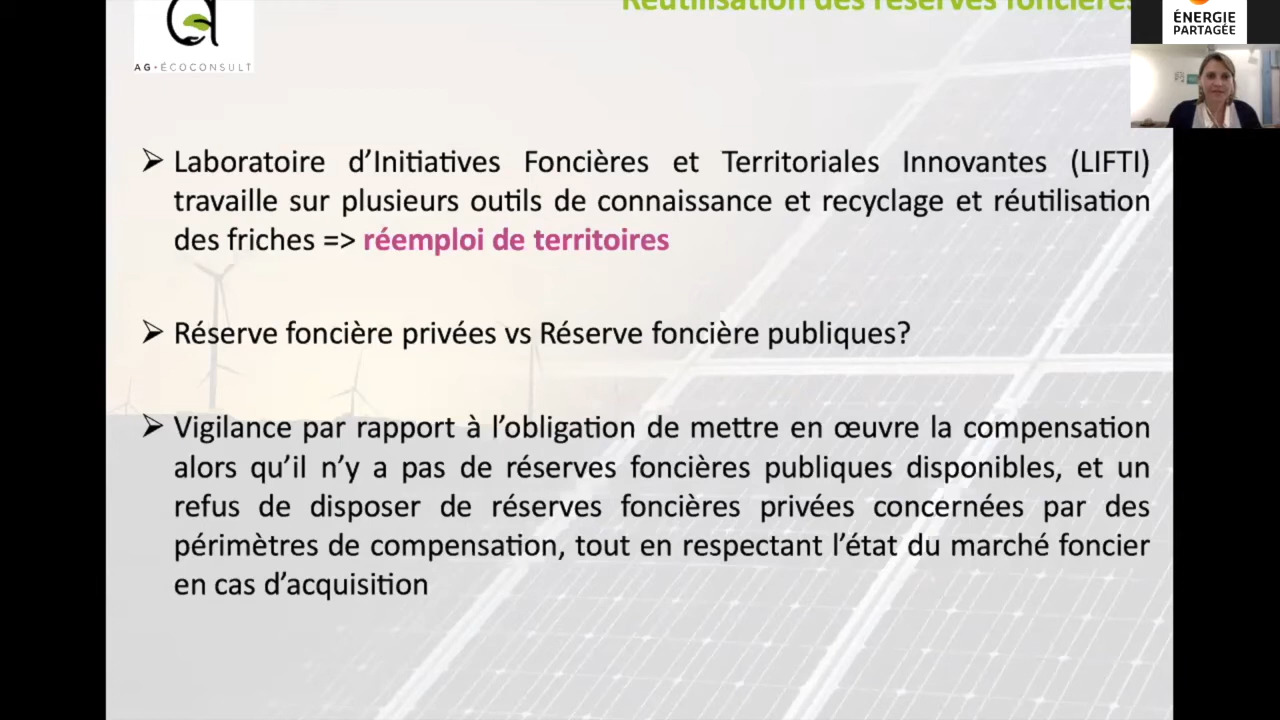 Réutilisation des réserves foncières
ÉNERGIE
PARTAGÉE
AG•ÉCOCONSULT
➢ Laboratoire d’Initiatives Foncières et Territoriales Innovantes (LIFTI)
travaille sur plusieurs outils de connaissance et recyclage et réutilisation
des friches => réemploi de territoires
➢ Réserve foncière privées vs Réserve foncière publiques?
➢ Vigilance par rapport à l’obligation de mettre en œuvre la compensation
alors qu’il n’y a pas de réserves foncières publiques disponibles, et un
refus de disposer de réserves foncières privées concernées par des
périmètres de compensation, tout en respectant l’état du marché foncier
en cas d’acquisition